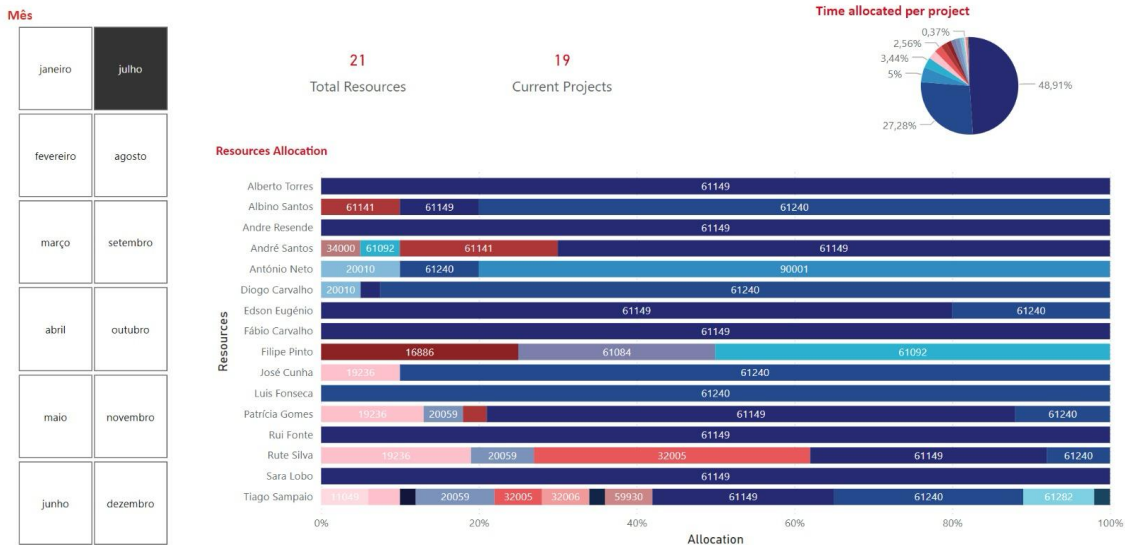 Mês
janeiro
julho
fevereiro
agosto
março
setembro
abril
outubro
maio
novembro
junho
dezembro
21
Total Resources
19
Current Projects
Time allocated per project
0,37%
2,56%
3,44%
5%
27,28%
48,91%
Resources Allocation
Resources
Alberto Torres 61149
Albino Santos 61141 61149 61240
Andre Resende 61149
André Santos 34000 61092 61141 61149
António Neto 20010 61240 90001
Diogo Carvalho 20010 61240
Edson Eugénio 61149 61240
Fábio Carvalho 61149
Filipe Pinto 16886 61084 61092
José Cunha 19236 61240
Luis Fonseca 61240
Patrícia Gomes 19236 20059 61149 61240
Rui Fonte 61149
Rute Silva 19236 20059 32005 61149 61240
Sara Lobo 61149
Tiago Sampaio 20059 32005 32006 59930 61149 61240 61282
0% 20% 40% 60% 80% 100%
Allocation